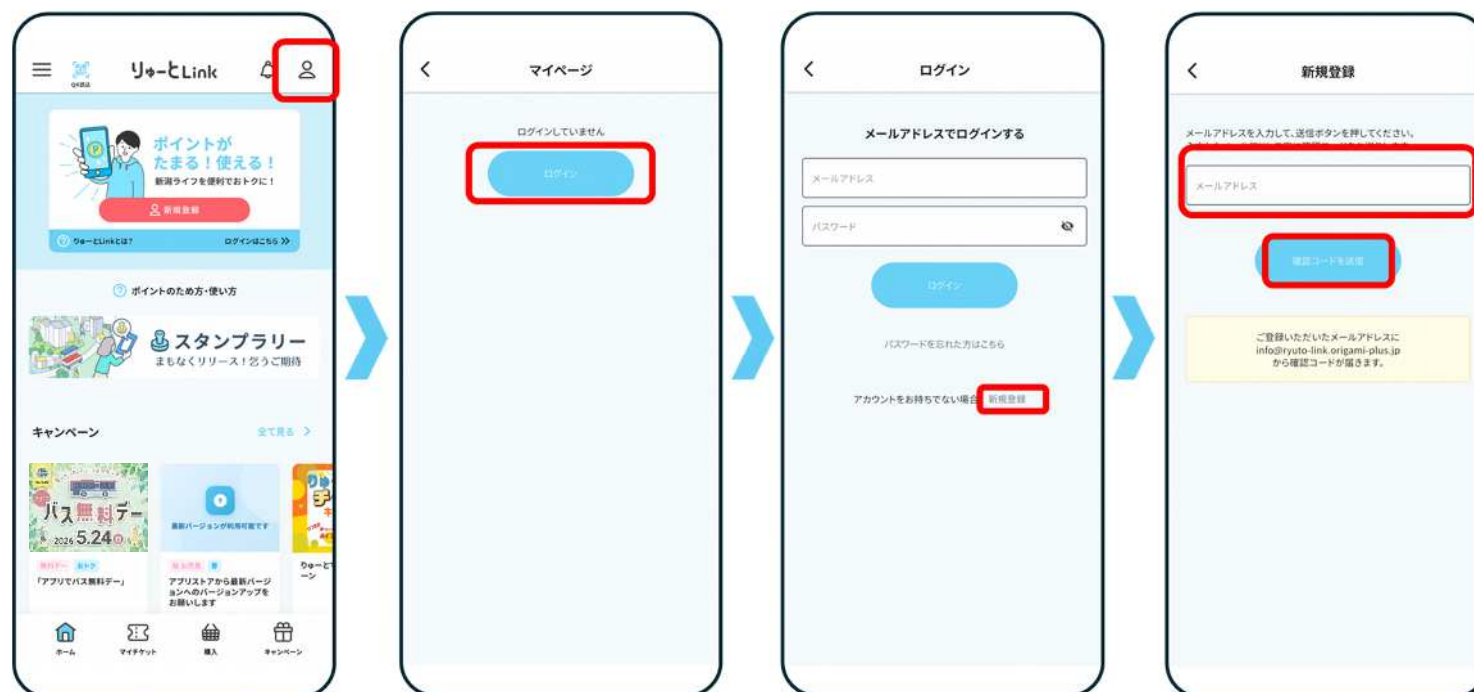 りゅーとLink
QR読込
ポイントが
たまる!使える!
新潟ライフを便利でおトクに!
新規登録
りゅーとLinkとは?
ログインはこちら
ポイントのため方・使い方
スタンプラリー
まもなくリリース!乞うご期待
キャンペーン
全て見る
バス無料デー
2026 5.24
無料デー おトク
「アプリでバス無料デー」
最新バージョンが利用可能です
アプリストアから最新バージ
ョンへのバージョンアップを
お願いします
ーン
ホーム
マイチケット
購入
キャンペーン
マイページ
ログインしていません
ログイン
ログイン
メールアドレスでログインする
メールアドレス
パスワード
ログイン
パスワードを忘れた方はこちら
アカウントをお持ちでない場合 新規登録
新規登録
メールアドレスを入力して、送信ボタンを押してください。
メールアドレス
確認コードを送信
ご登録いただいたメールアドレスに
info@ryuto-link.origami-plus.jp
から確認コードが届きます。